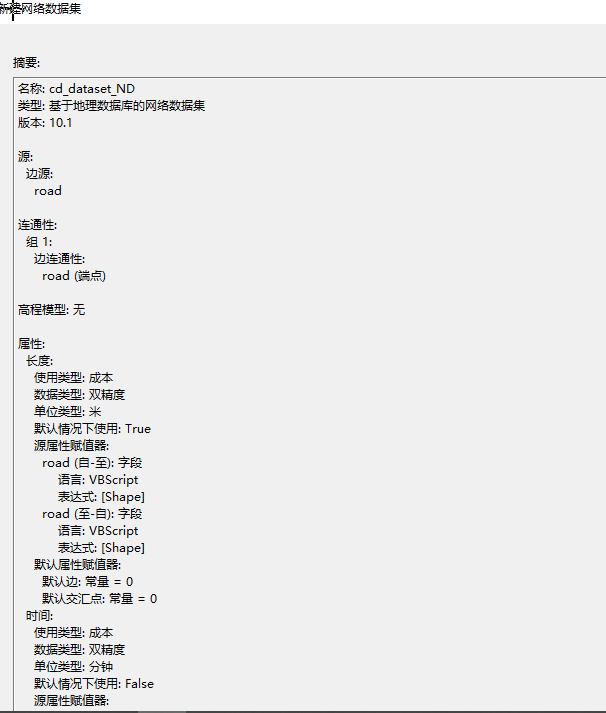 新建网络数据集
摘要:
名称: cd_dataset_ND
类型: 基于地理数据库的网络数据集
版本: 10.1
源:
边源:
road
连通性:
组 1:
边连通性:
road (端点)
高程模型: 无
属性:
长度:
使用类型: 成本
数据类型: 双精度
单位类型: 米
默认情况下使用: True
源属性赋值器:
road (自-至): 字段
语言: VBScript
表达式: [Shape]
road (至-自): 字段
语言: VBScript
表达式: [Shape]
默认属性赋值器:
默认边: 常量 = 0
默认交汇点: 常量 = 0
时间:
使用类型: 成本
数据类型: 双精度
单位类型: 分钟
默认情况下使用: False
源属性赋值器: